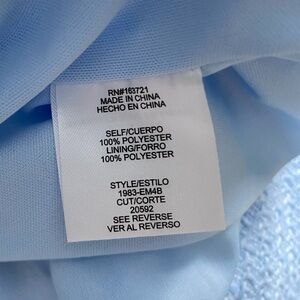 RN#163721
MADE IN CHINA
HECHO EN CHINA
SELF/CUERPO
100% POLYESTER
LINING/FORRO
100% POLYESTER
STYLE/ESTILO
1983-EM4B
CUT/CORTE
20592
SEE REVERSE
VER AL REVERSO